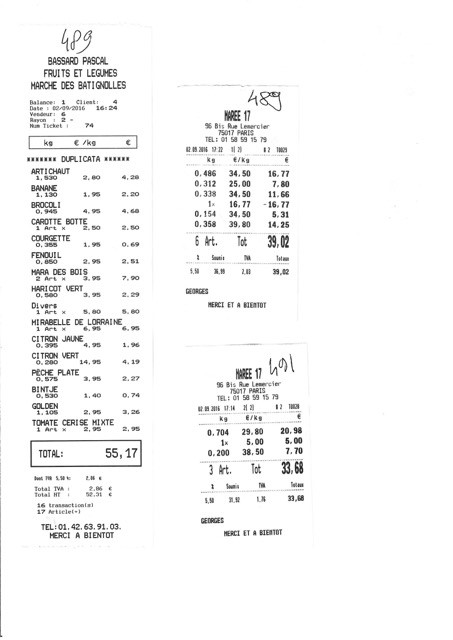 489
BASSARD PASCAL
FRUITS ET LEGUMES
MARCHE DES BATIGNOLLES
Balance: 1 Client: 4
Date : 02/09/2016 16:24
Vendeur: 6
Rayon : 2 -
Num Ticket : 74
kg €/kg €
******* DUPLICATA ******
ARTICHAUT
1,530 2,80 4,28
BANANE
1,130 1,95 2,20
BROCOLI
0,945 4,95 4,68
CAROTTE BOTTE
1 Art x 2,50 2,50
COURGETTE
0,355 1,95 0,69
FENOUIL
0,850 2,95 2,51
MARA DES BOIS
2 Art x 3,95 7,90
HARICOT VERT
0,580 3,95 2,29
Divers
1 Art x 5,80 5,80
MIRABELLE DE LORRAINE
1 Art x 6,95 6,95
CITRON JAUNE
0,395 4,95 1,96
CITRON VERT
0,280 14,95 4,19
PÈCHE PLATE
0,575 3,95 2,27
BINTJE
0,530 1,40 0,74
GOLDEN
1,105 2,95 3,26
TOMATE CERISE MIXTE
1 Art x 2,95 2,95
TOTAL: 55,17
Dont TVA 5,50 %: 2,86 €
Total TVA : 2,86 €
Total HT : 52,31 €
16 transaction(s)
17 Article(s)
TEL:01.42.63.91.03.
MERCI A BIENTOT
489
MAREE 17
96 Bis Rue Lemercier
75017 PARIS
TEL: 01 58 59 15 79
02 09 2016 17:22 1[ 2] B 2 T0029
kg €/kg €
0.486 34.50 16.77
0.312 25.00 7.80
0.338 34.50 11.66
1x 16,77 -16,77
0.154 34.50 5.31
0.358 39.80 14.25
6 Art. Tot 39,02
% Soumis TVA Totaux
5,50 36,99 2,03 39,02
GEORGES
MERCI ET A BIENTOT
491
MAREE 17
96 Bis Rue Lemercier
75017 PARIS
TEL: 01 58 59 15 79
02 09 2016 17:14 2[ 2] B 2 T0020
kg €/kg €
0.704 29.80 20.98
1x 5.00 5.00
0.200 38.50 7.70
3 Art. Tot 33,68
% Soumis TVA Totaux
5,50 31,92 1,76 33,68
GEORGES
MERCI ET A BIENTOT